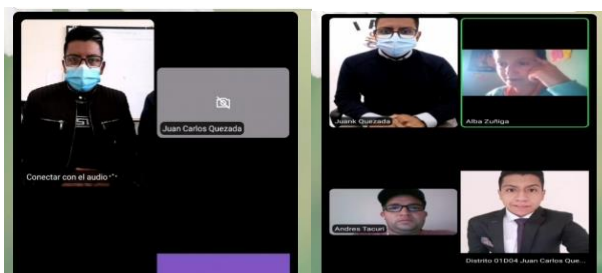 Juan Carlos Quezada
Conectar con el audio
Juank Quezada
Alba Zuñiga
Andres Tacuri
Distrito 01D04 Juan Carlos Que...